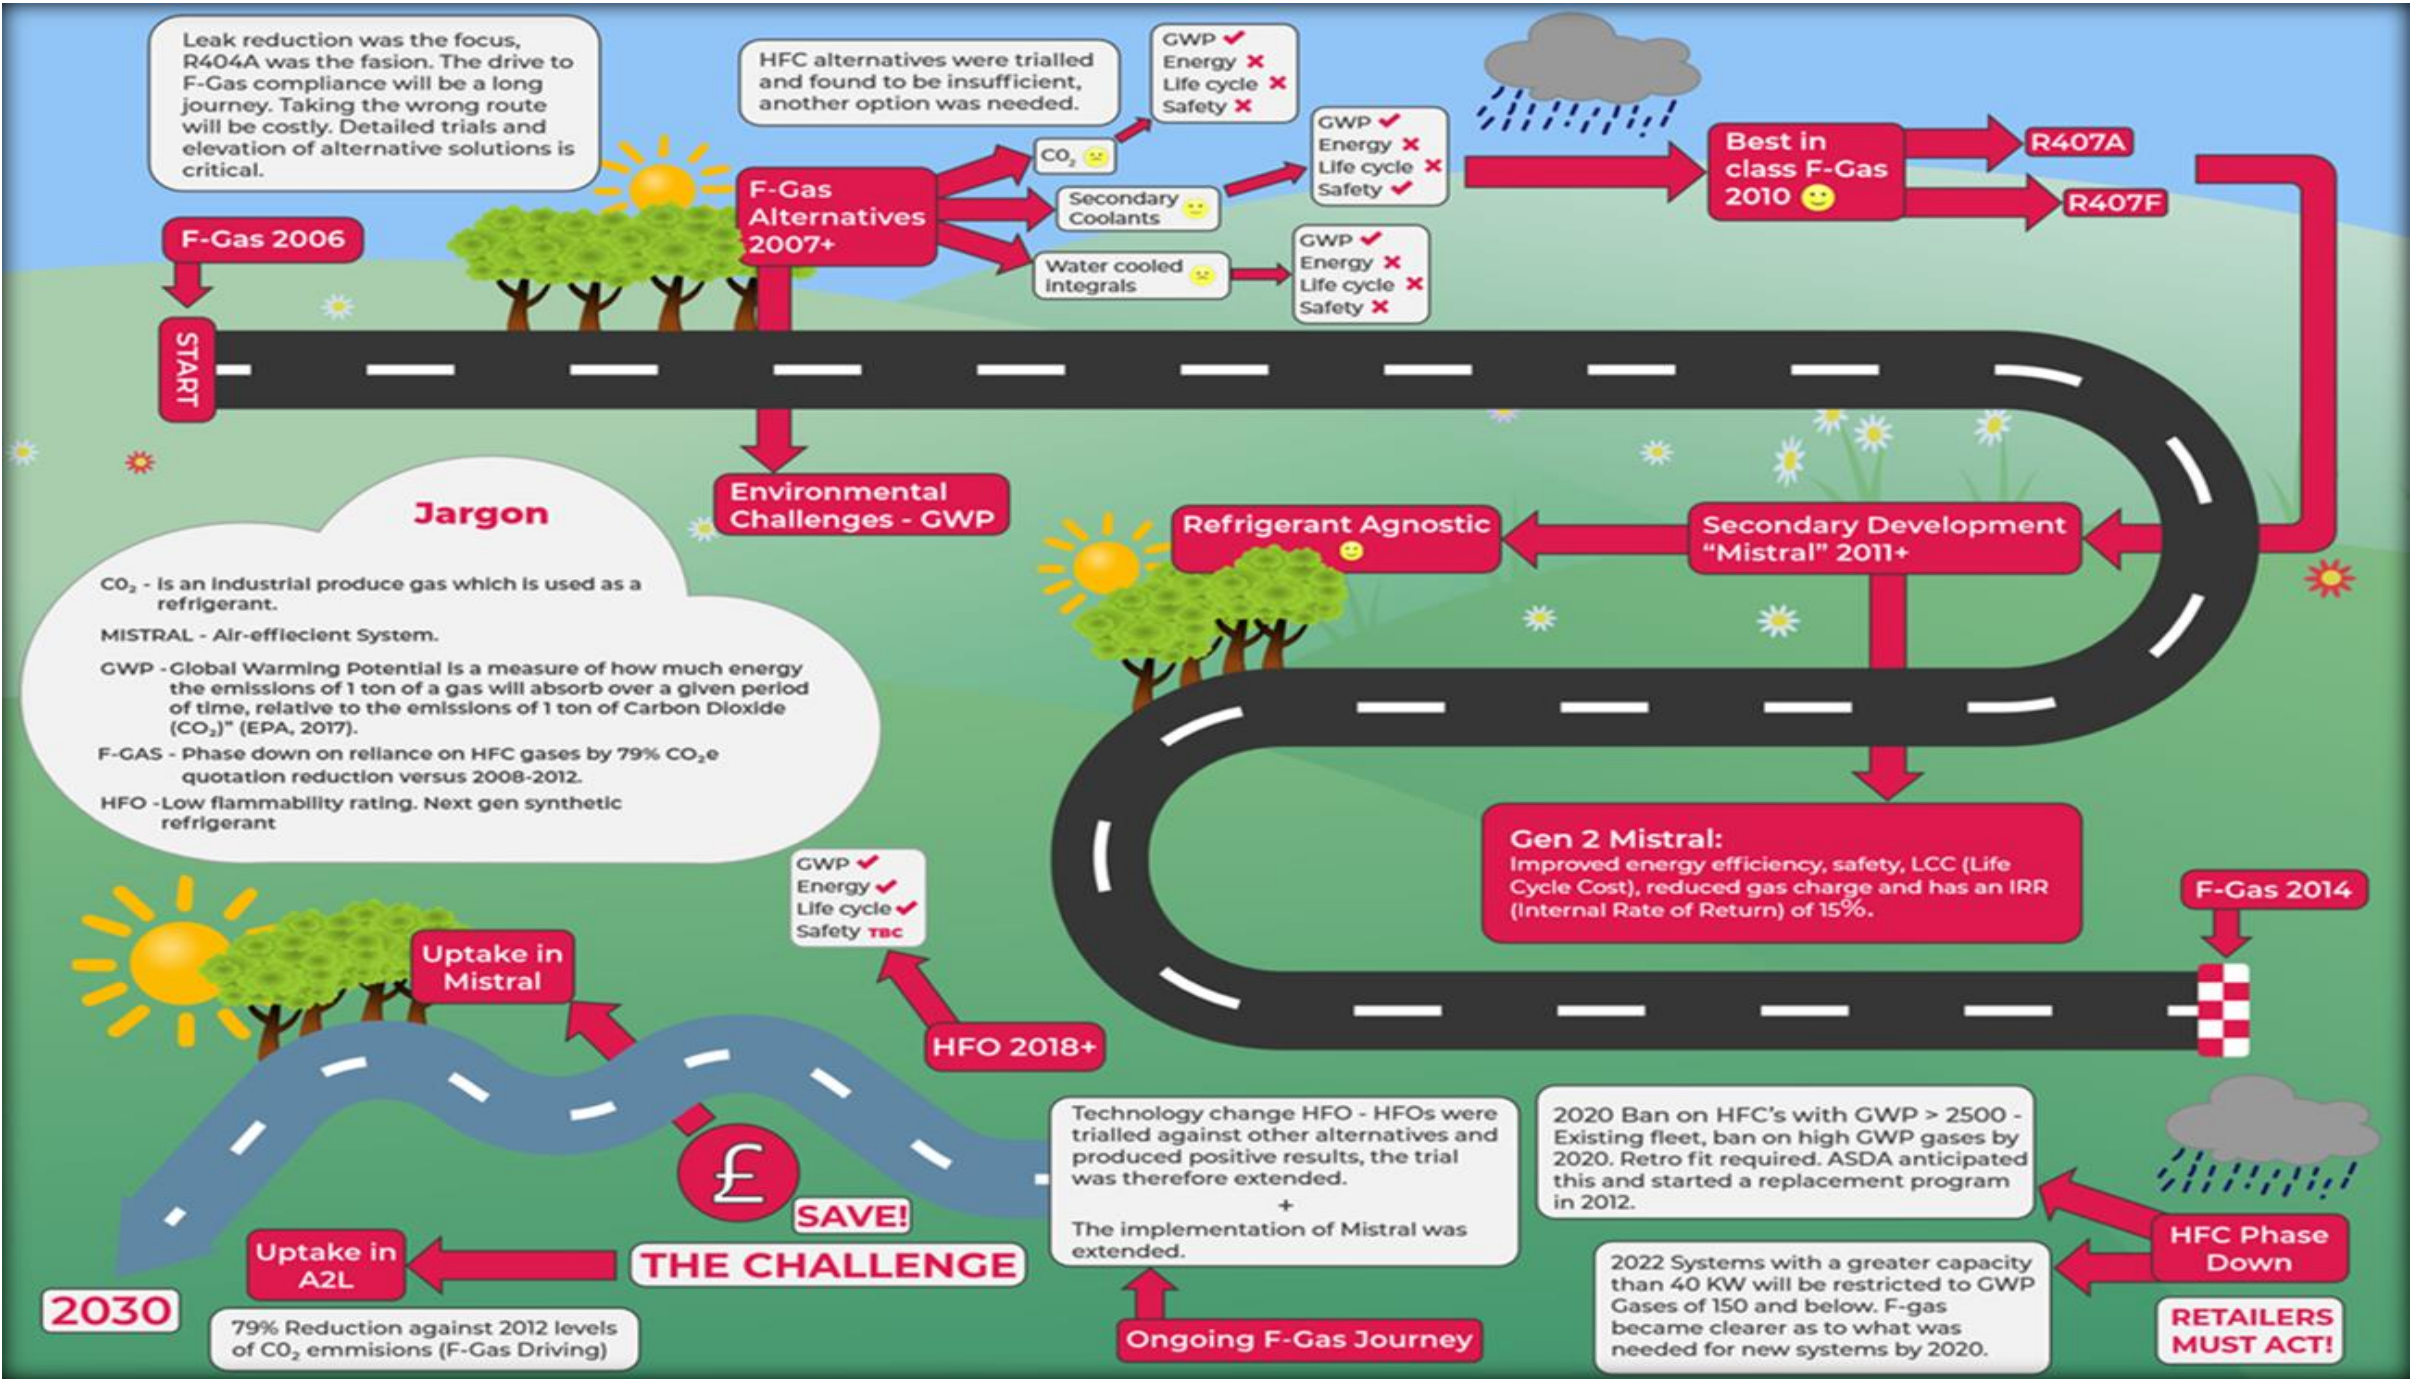 Leak reduction was the focus,
R404A was the fasion. The drive to
F-Gas compliance will be a long
journey. Taking the wrong route
will be costly. Detailed trials and
elevation of alternative solutions is
critical.
F-Gas 2006
START
HFC alternatives were trialled
and found to be insufficient,
another option was needed.
F-Gas
Alternatives
2007+
CO₂
GWP ✔
Energy ✖
Life cycle ✖
Safety ✖
Secondary
Coolants
GWP ✔
Energy ✖
Life cycle ✖
Safety ✔
Water cooled
integrals
GWP ✔
Energy ✖
Life cycle ✖
Safety ✖
Best in
class F-Gas
2010
R407A
R407F
Environmental
Challenges - GWP
Refrigerant Agnostic
Secondary Development
“Mistral” 2011+
Jargon
C0₂ - is an industrial produce gas which is used as a
refrigerant.
MISTRAL - Air-effiecient System.
GWP - Global Warming Potential is a measure of how much energy
the emissions of 1 ton of a gas will absorb over a given period
of time, relative to the emissions of 1 ton of Carbon Dioxide
(CO₂)” (EPA, 2017).
F-GAS - Phase down on reliance on HFC gases by 79% CO₂e
quotation reduction versus 2008-2012.
HFO - Low flammability rating. Next gen synthetic
refrigerant
Gen 2 Mistral:
Improved energy efficiency, safety, LCC (Life
Cycle Cost), reduced gas charge and has an IRR
(Internal Rate of Return) of 15%.
F-Gas 2014
GWP ✔
Energy ✔
Life cycle ✔
Safety TBC
HFO 2018+
Uptake in
Mistral
£
SAVE!
THE CHALLENGE
Uptake in
A2L
2030
79% Reduction against 2012 levels
of C0₂ emmisions (F-Gas Driving)
Technology change HFO - HFOs were
trialled against other alternatives and
produced positive results, the trial
was therefore extended.
+
The implementation of Mistral was
extended.
Ongoing F-Gas Journey
2020 Ban on HFC’s with GWP > 2500 -
Existing fleet, ban on high GWP gases by
2020. Retro fit required. ASDA anticipated
this and started a replacement program
in 2012.
2022 Systems with a greater capacity
than 40 KW will be restricted to GWP
Gases of 150 and below. F-gas
became clearer as to what was
needed for new systems by 2020.
HFC Phase
Down
RETAILERS
MUST ACT!